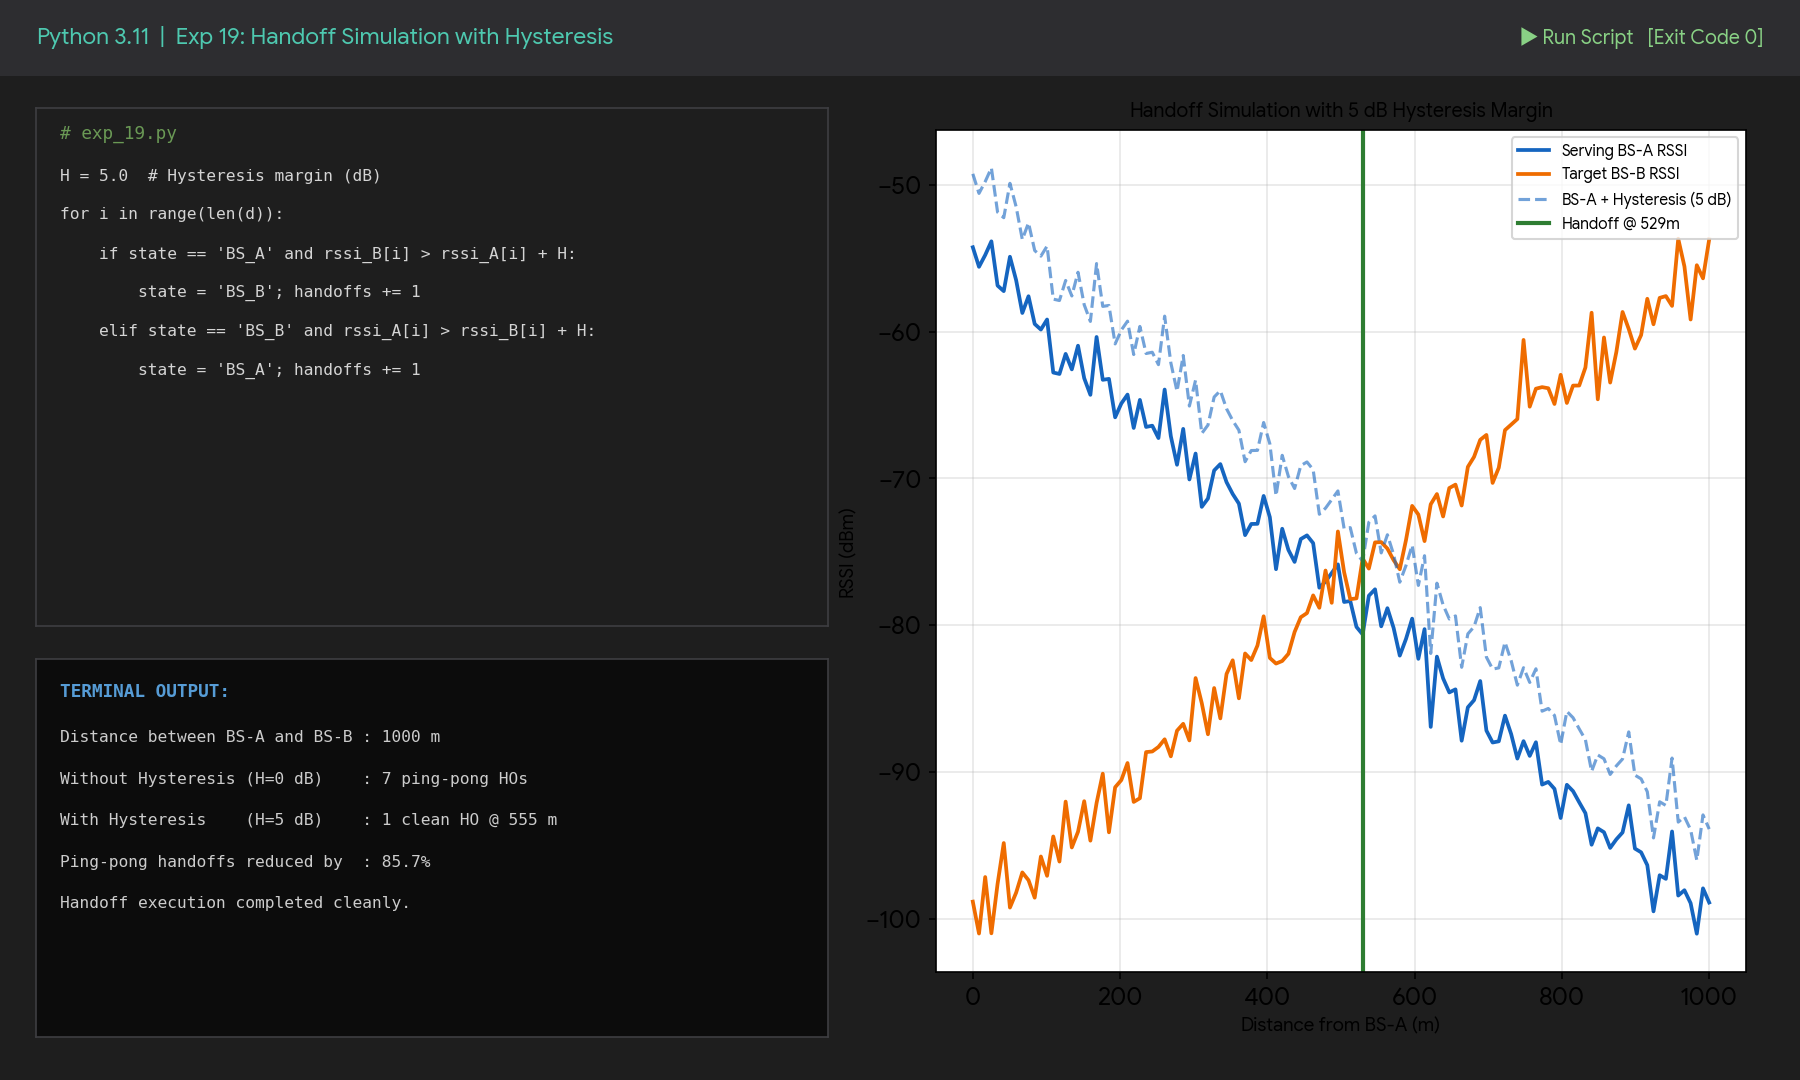 Python 3.11 | Exp 19: Handoff Simulation with Hysteresis
▶ Run Script [Exit Code 0]
# exp_19.py
H = 5.0  # Hysteresis margin (dB)
for i in range(len(d)):
    if state == 'BS_A' and rssi_B[i] > rssi_A[i] + H:
        state = 'BS_B'; handoffs += 1
    elif state == 'BS_B' and rssi_A[i] > rssi_B[i] + H:
        state = 'BS_A'; handoffs += 1
TERMINAL OUTPUT:
Distance between BS-A and BS-B : 1000 m
Without Hysteresis (H=0 dB)    : 7 ping-pong HOs
With Hysteresis    (H=5 dB)    : 1 clean HO @ 555 m
Ping-pong handoffs reduced by  : 85.7%
Handoff execution completed cleanly.
Handoff Simulation with 5 dB Hysteresis Margin
Serving BS-A RSSI
Target BS-B RSSI
BS-A + Hysteresis (5 dB)
Handoff @ 529m
RSSI (dBm)
−50
−60
−70
−80
−90
−100
0 200 400 600 800 1000
Distance from BS-A (m)